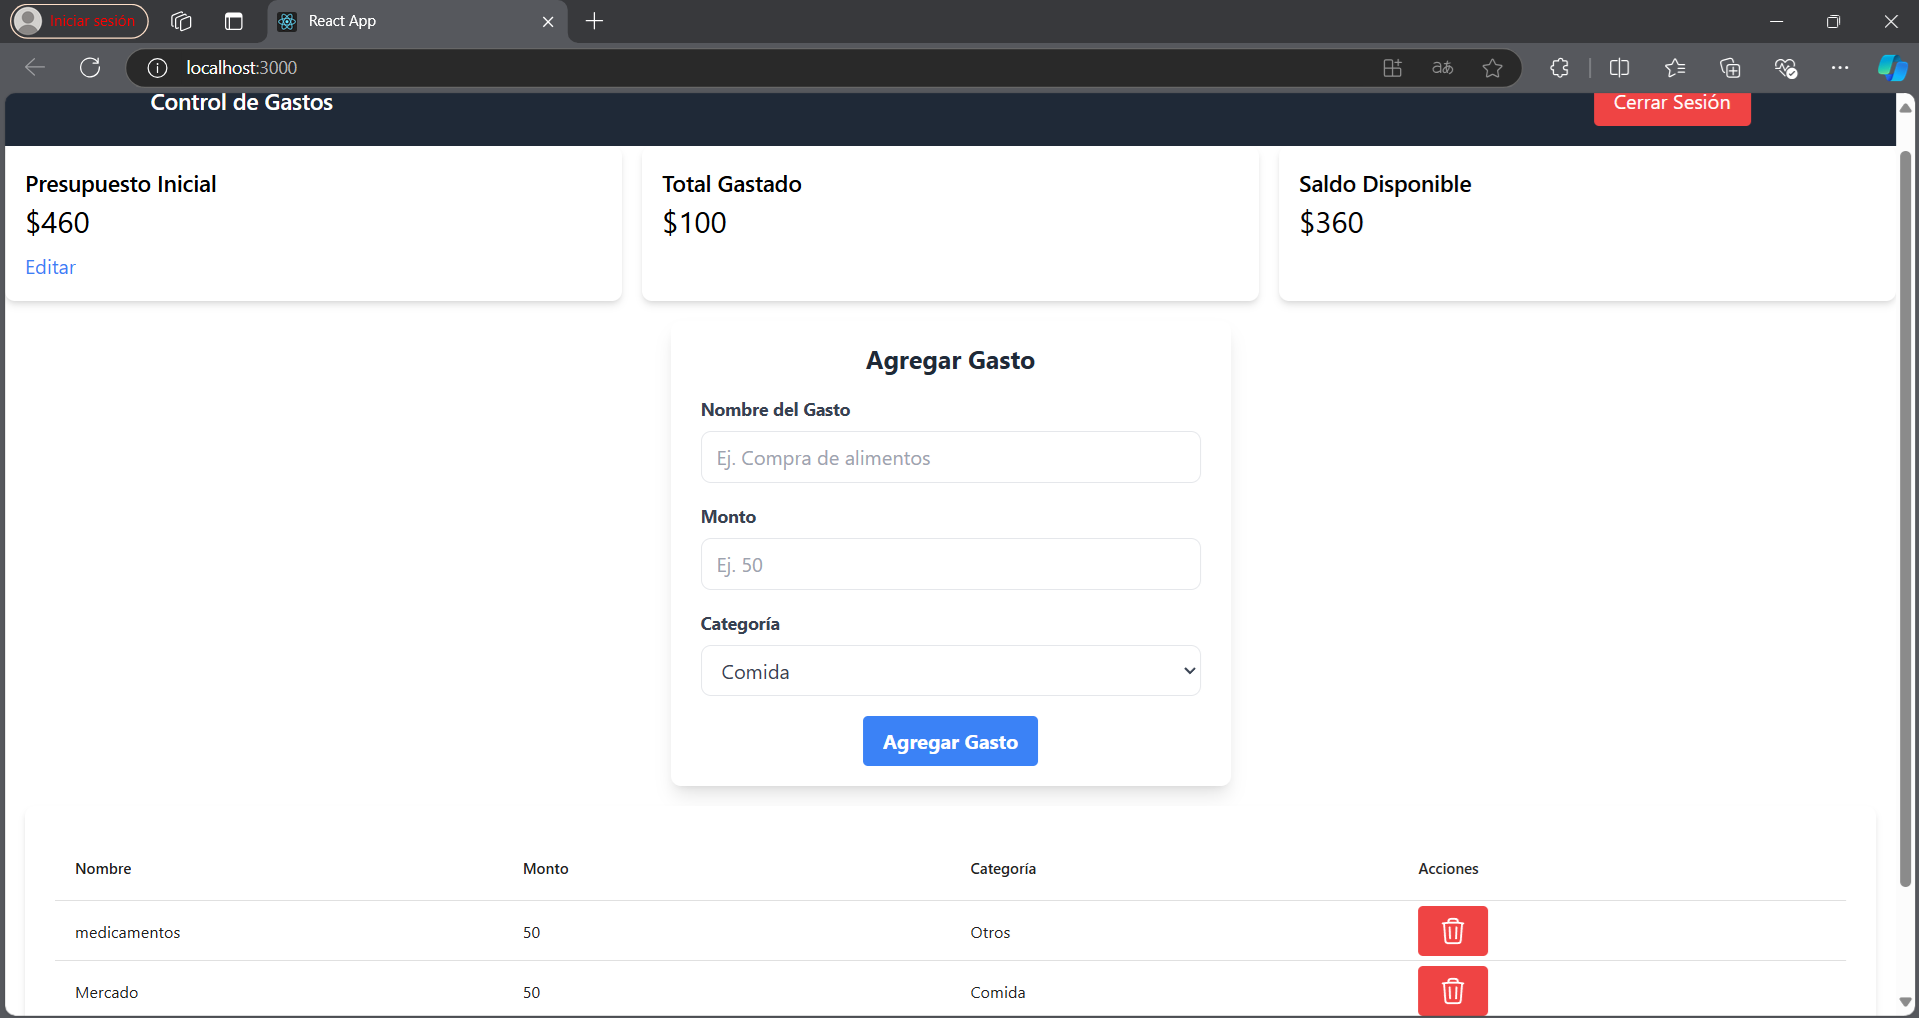 Iniciar sesión
React App
localhost:3000
aあ
Control de Gastos
Cerrar Sesión
Presupuesto Inicial
$460
Editar
Total Gastado
$100
Saldo Disponible
$360
Agregar Gasto
Nombre del Gasto
Ej. Compra de alimentos
Monto
Ej. 50
Categoría
Comida
Agregar Gasto
Nombre Monto Categoría Acciones
medicamentos 50 Otros
Mercado 50 Comida